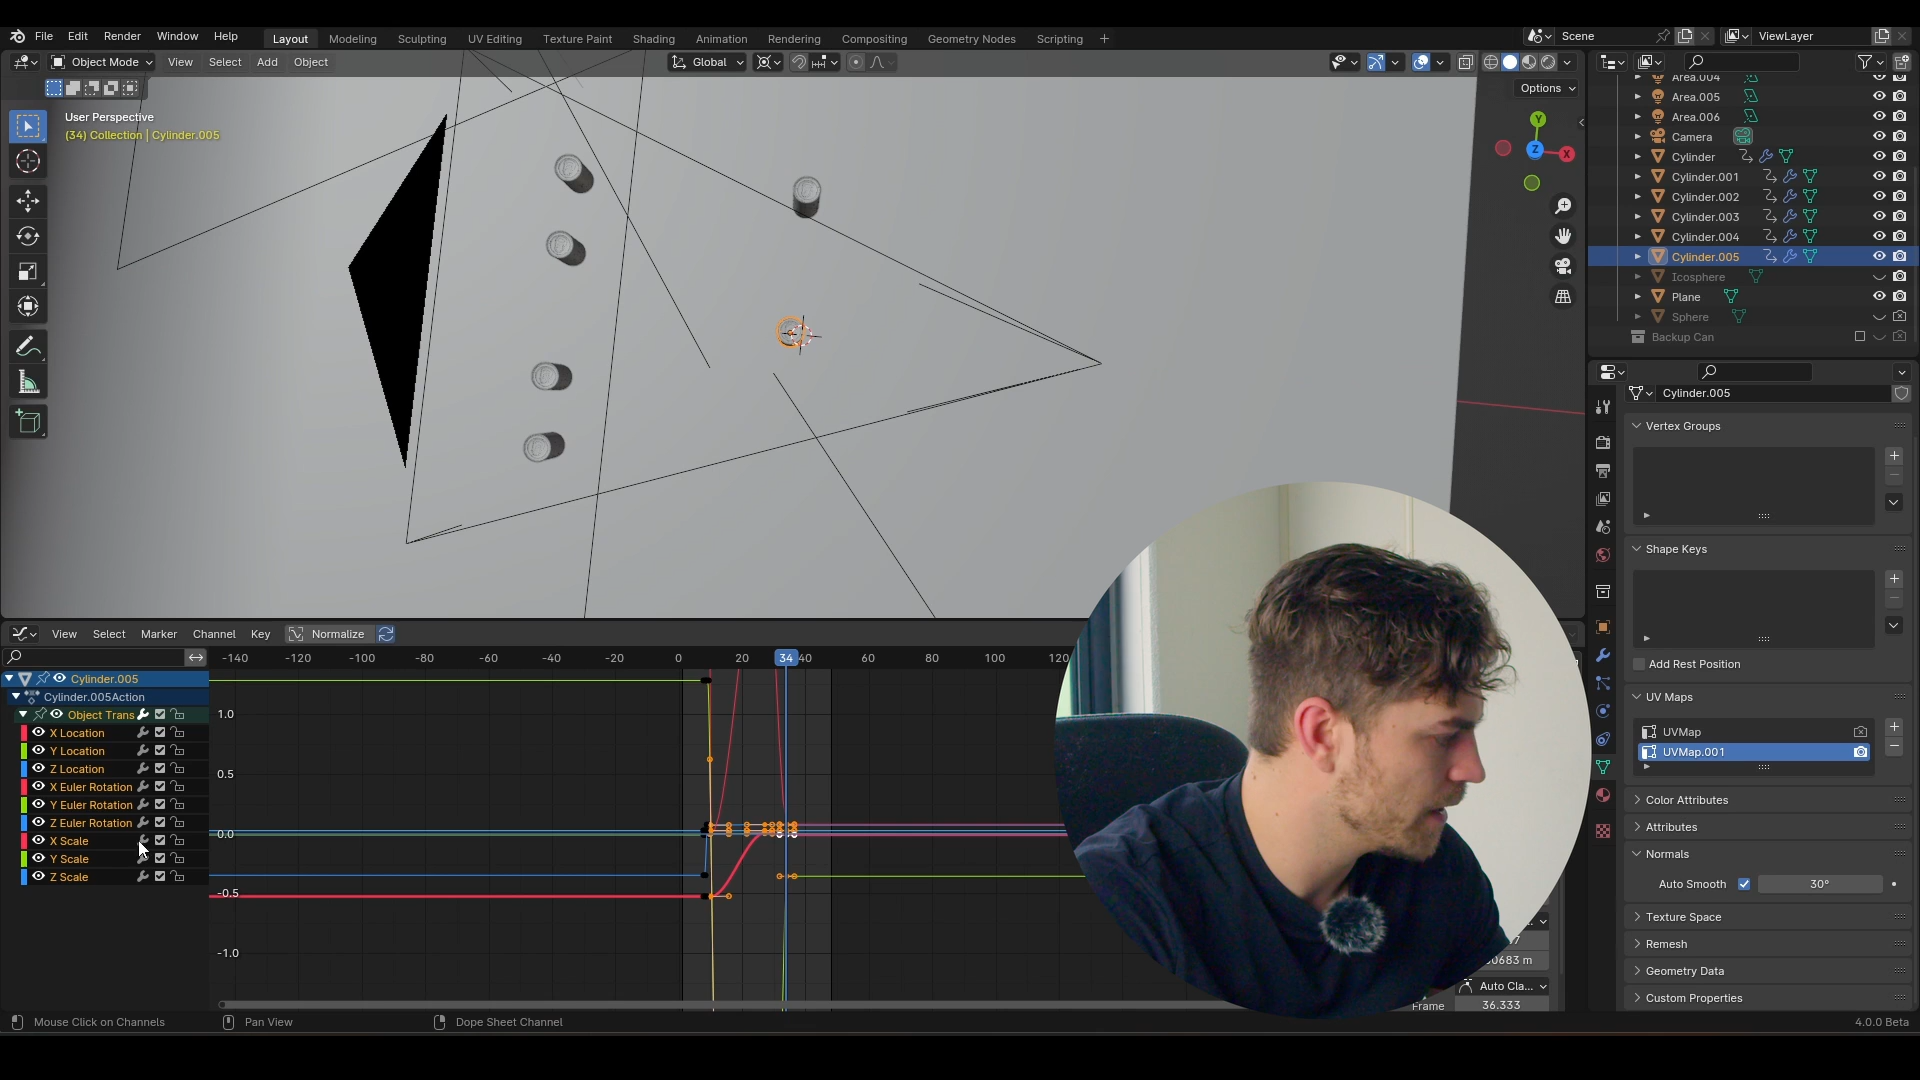 File Edit Render Window Help
Layout Modeling Sculpting UV Editing Texture Paint Shading Animation Rendering Compositing Geometry Nodes Scripting +
Scene
ViewLayer
Object Mode View Select Add Object
Global
Options
User Perspective
(34) Collection | Cylinder.005
Y
Z
X
Area.004
Area.005
Area.006
Camera
Cylinder
Cylinder.001
Cylinder.002
Cylinder.003
Cylinder.004
Cylinder.005
Icosphere
Plane
Sphere
Backup Can
Cylinder.005
Vertex Groups
Shape Keys
Add Rest Position
UV Maps
UVMap
UVMap.001
Color Attributes
Attributes
Normals
Auto Smooth 30°
Texture Space
Remesh
Geometry Data
Custom Properties
View Select Marker Channel Key Normalize
-140 -120 -100 -80 -60 -40 -20 0 20 34 40 60 80 100 120
Cylinder.005
Cylinder.005Action
Object Trans
X Location
Y Location
Z Location
X Euler Rotation
Y Euler Rotation
Z Euler Rotation
X Scale
Y Scale
Z Scale
1.0
0.5
0.0
-0.5
-1.0
0683 m
Auto Cla...
Frame 36.333
Mouse Click on Channels Pan View Dope Sheet Channel 4.0.0 Beta